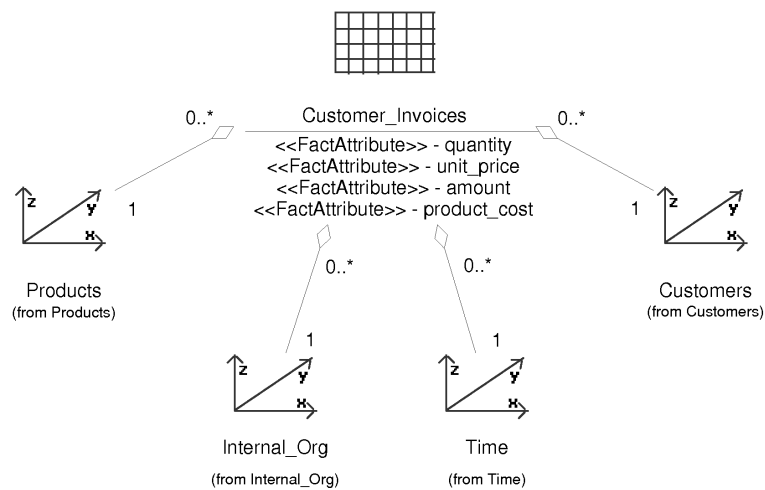 Customer_Invoices
0..*
0..*
<<FactAttribute>> - quantity
<<FactAttribute>> - unit_price
<<FactAttribute>> - amount
<<FactAttribute>> - product_cost
z
y
x
1
1
z
y
x
Products
(from Products)
0..*
0..*
Customers
(from Customers)
1
1
z
y
x
z
y
x
Internal_Org
(from Internal_Org)
Time
(from Time)